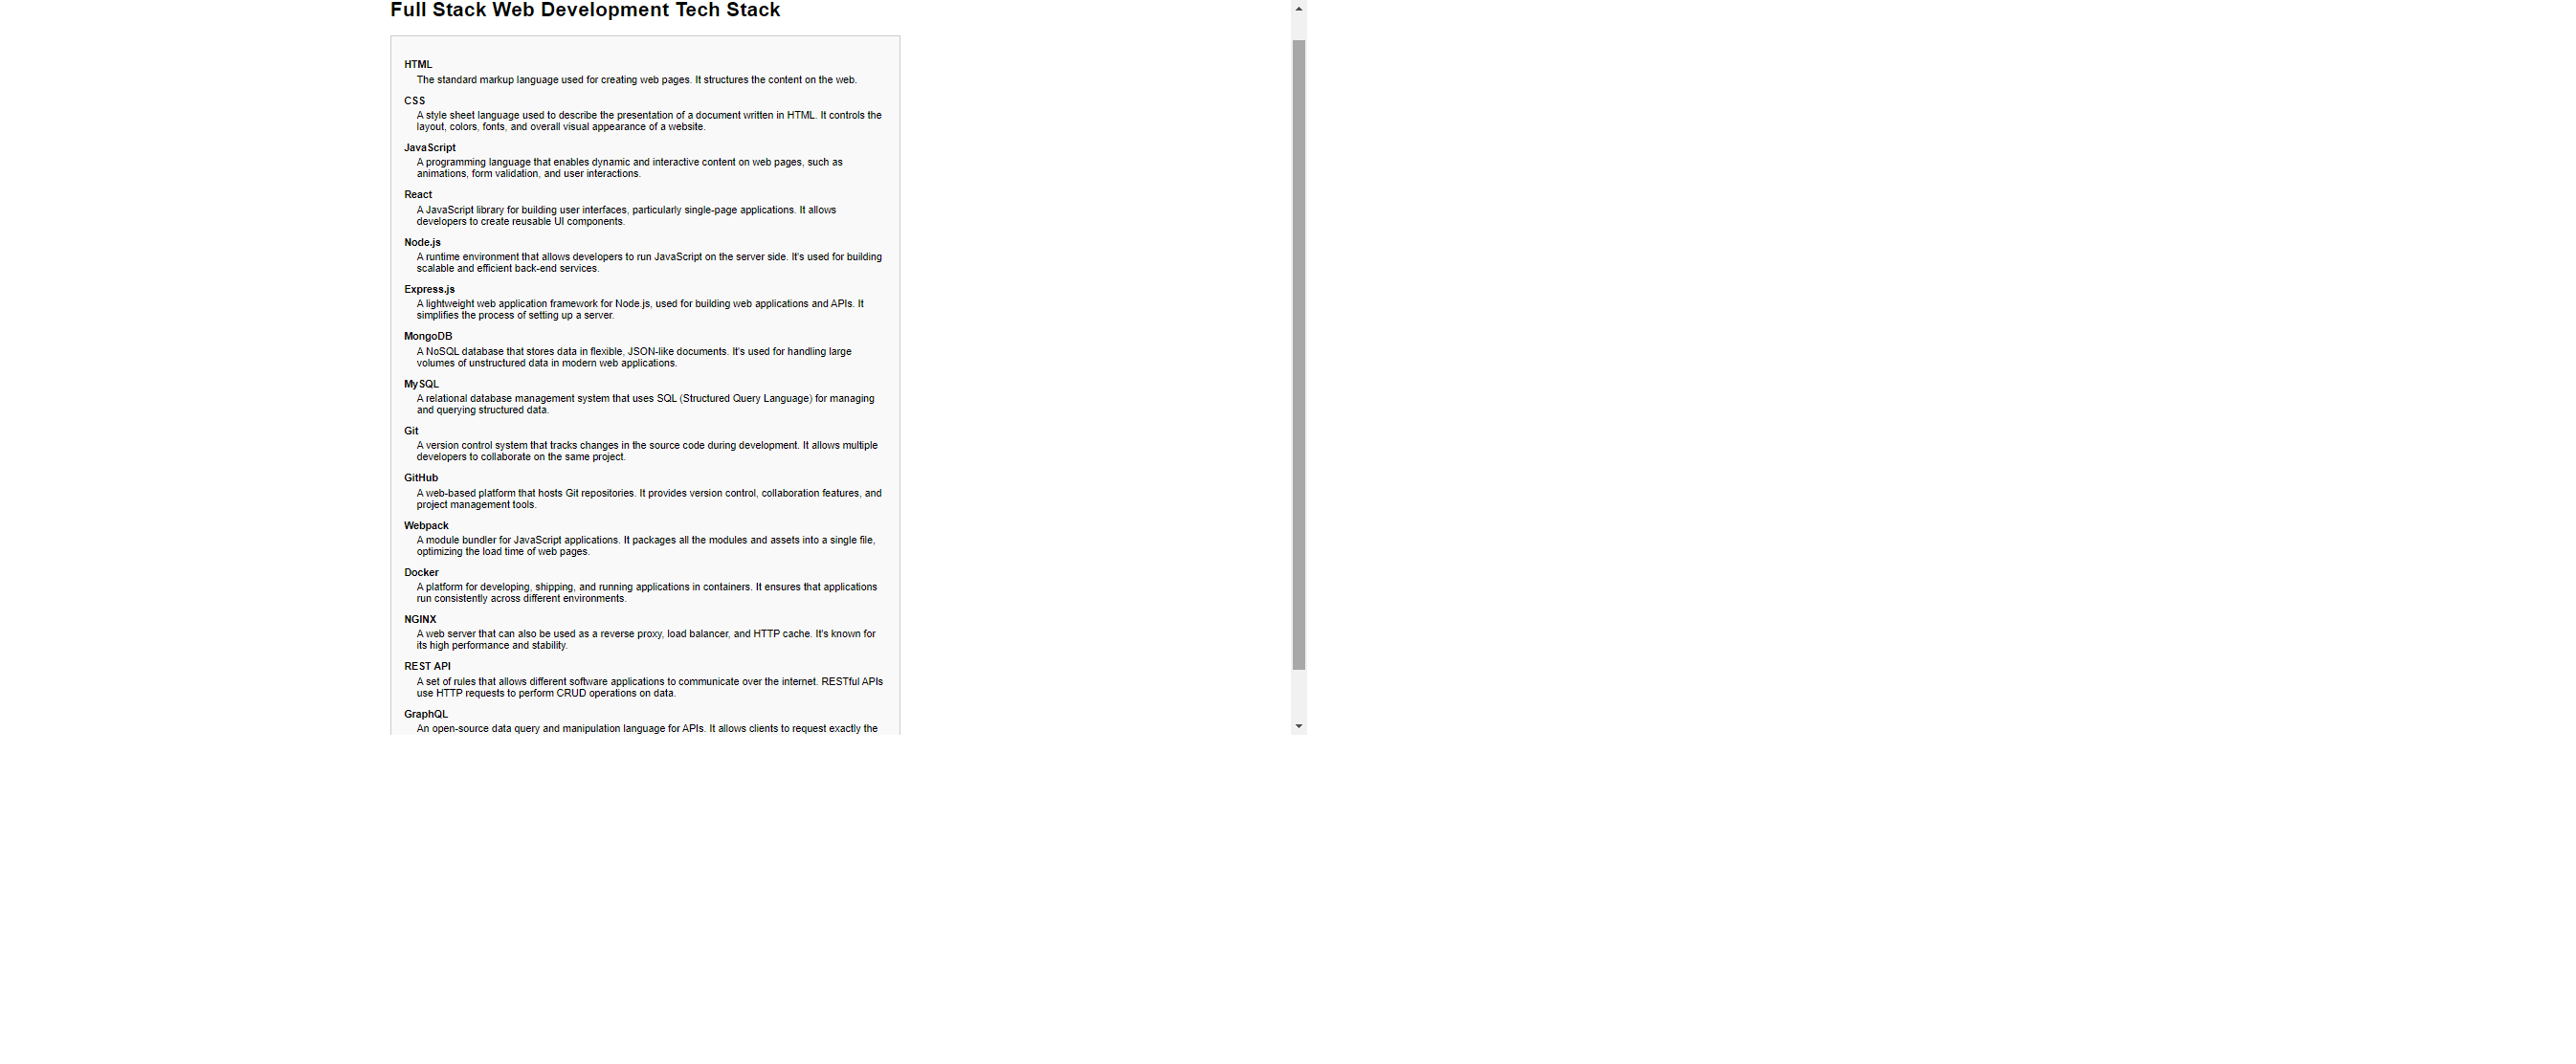 Full Stack Web Development Tech Stack
HTML
The standard markup language used for creating web pages. It structures the content on the web.
CSS
A style sheet language used to describe the presentation of a document written in HTML. It controls the
layout, colors, fonts, and overall visual appearance of a website.
JavaScript
A programming language that enables dynamic and interactive content on web pages, such as
animations, form validation, and user interactions.
React
A JavaScript library for building user interfaces, particularly single-page applications. It allows
developers to create reusable UI components.
Node.js
A runtime environment that allows developers to run JavaScript on the server side. It's used for building
scalable and efficient back-end services.
Express.js
A lightweight web application framework for Node.js, used for building web applications and APIs. It
simplifies the process of setting up a server.
MongoDB
A NoSQL database that stores data in flexible, JSON-like documents. It's used for handling large
volumes of unstructured data in modern web applications.
MySQL
A relational database management system that uses SQL (Structured Query Language) for managing
and querying structured data.
Git
A version control system that tracks changes in the source code during development. It allows multiple
developers to collaborate on the same project.
GitHub
A web-based platform that hosts Git repositories. It provides version control, collaboration features, and
project management tools.
Webpack
A module bundler for JavaScript applications. It packages all the modules and assets into a single file,
optimizing the load time of web pages.
Docker
A platform for developing, shipping, and running applications in containers. It ensures that applications
run consistently across different environments.
NGINX
A web server that can also be used as a reverse proxy, load balancer, and HTTP cache. It's known for
its high performance and stability.
REST API
A set of rules that allows different software applications to communicate over the internet. RESTful APIs
use HTTP requests to perform CRUD operations on data.
GraphQL
An open-source data query and manipulation language for APIs. It allows clients to request exactly the